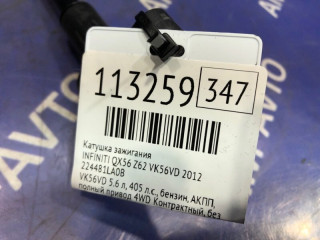 113259 347
Катушка зажигания
INFINITI QX56 Z62 VK56VD 2012
224481LA0B
VK56VD 5.6 л, 405 л.с., бензин, АКПП,
полный привод 4WD Контрактный, без